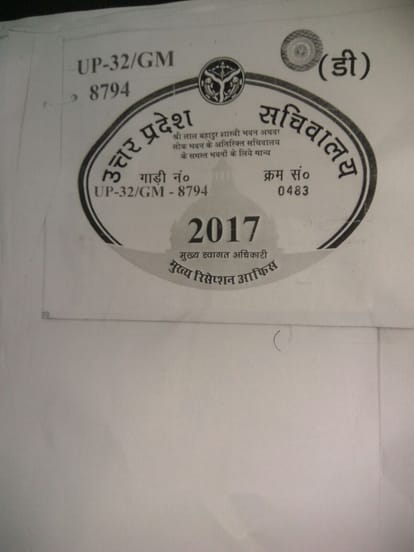 UP-32/GM
8794
(डी)
उत्तर प्रदेश सचिवालय
श्री लाल बहादुर शास्त्री भवन अथवा
लोक भवन के अतिरिक्त सचिवालय
के समस्त भवनों के लिये मान्य
गाड़ी नं० क्रम सं०
UP-32/GM - 8794 0483
2017
मुख्य स्वागत अधिकारी
मुख्य रिसेप्शन आफिस